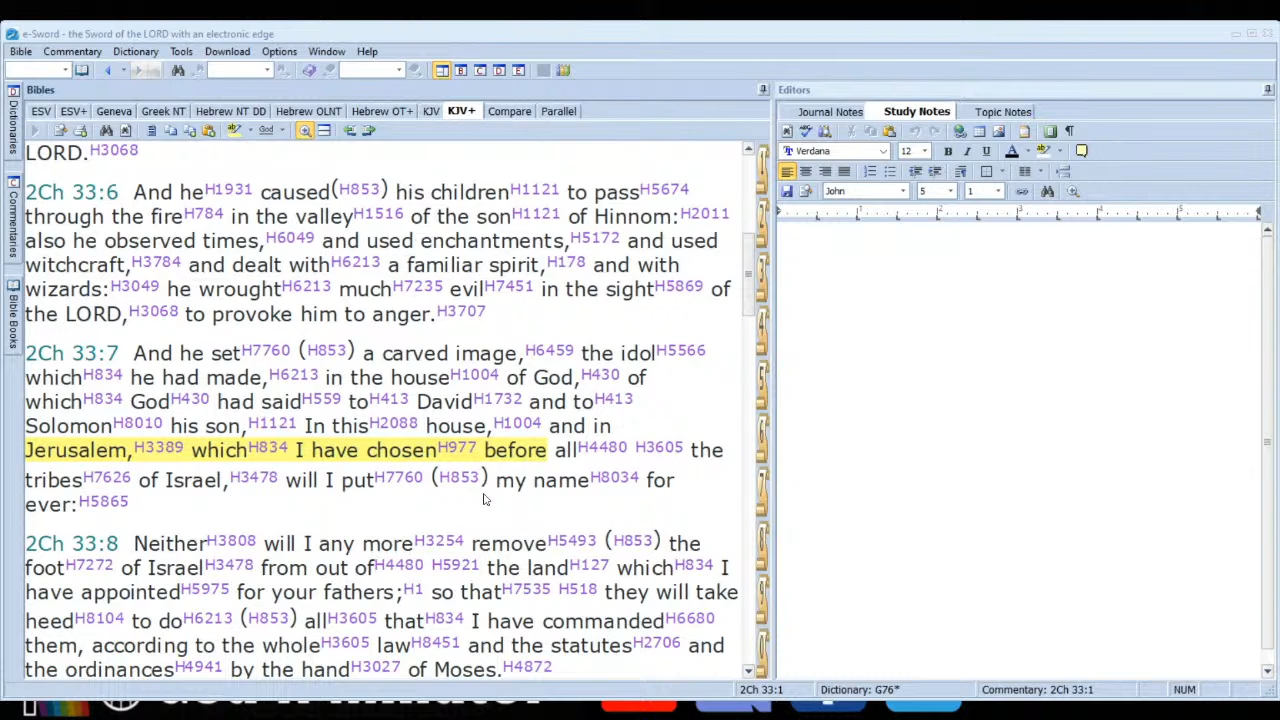 e-Sword - the Sword of the LORD with an electronic edge
Bible Commentary Dictionary Tools Download Options Window Help
B C D E
Bibles
Editors
ESV ESV+ Geneva Greek NT Hebrew NT DD Hebrew OLNT Hebrew OT+ KJV KJV+ Compare Parallel
Journal Notes Study Notes Topic Notes
God
Verdana 12 B I U A
John 5 1
1 2 3 4 5
Dictionaries
Commentaries
Bible Books
LORD.H3068
2Ch 33:6 And heH1931 caused(H853) his childrenH1121 to passH5674
through the fireH784 in the valleyH1516 of the sonH1121 of Hinnom:H2011
also he observed times,H6049 and used enchantments,H5172 and used
witchcraft,H3784 and dealt withH6213 a familiar spirit,H178 and with
wizards:H3049 he wroughtH6213 muchH7235 evilH7451 in the sightH5869 of
the LORD,H3068 to provoke him to anger.H3707
2Ch 33:7 And he setH7760 (H853) a carved image,H6459 the idolH5566
whichH834 he had made,H6213 in the houseH1004 of God,H430 of
whichH834 GodH430 had saidH559 toH413 DavidH1732 and toH413
SolomonH8010 his son,H1121 In thisH2088 house,H1004 and in
Jerusalem,H3389 whichH834 I have chosenH977 before allH4480 H3605 the
tribesH7626 of Israel,H3478 will I putH7760 (H853) my nameH8034 for
ever:H5865
2Ch 33:8 NeitherH3808 will I any moreH3254 removeH5493 (H853) the
footH7272 of IsraelH3478 from out ofH4480 H5921 the landH127 whichH834 I
have appointedH5975 for your fathers;H1 so thatH7535 H518 they will take
heedH8104 to doH6213 (H853) allH3605 thatH834 I have commandedH6680
them, according to the wholeH3605 lawH8451 and the statutesH2706 and
the ordinancesH4941 by the handH3027 of Moses.H4872
2Ch 33:1 Dictionary: G76* Commentary: 2Ch 33:1 NUM